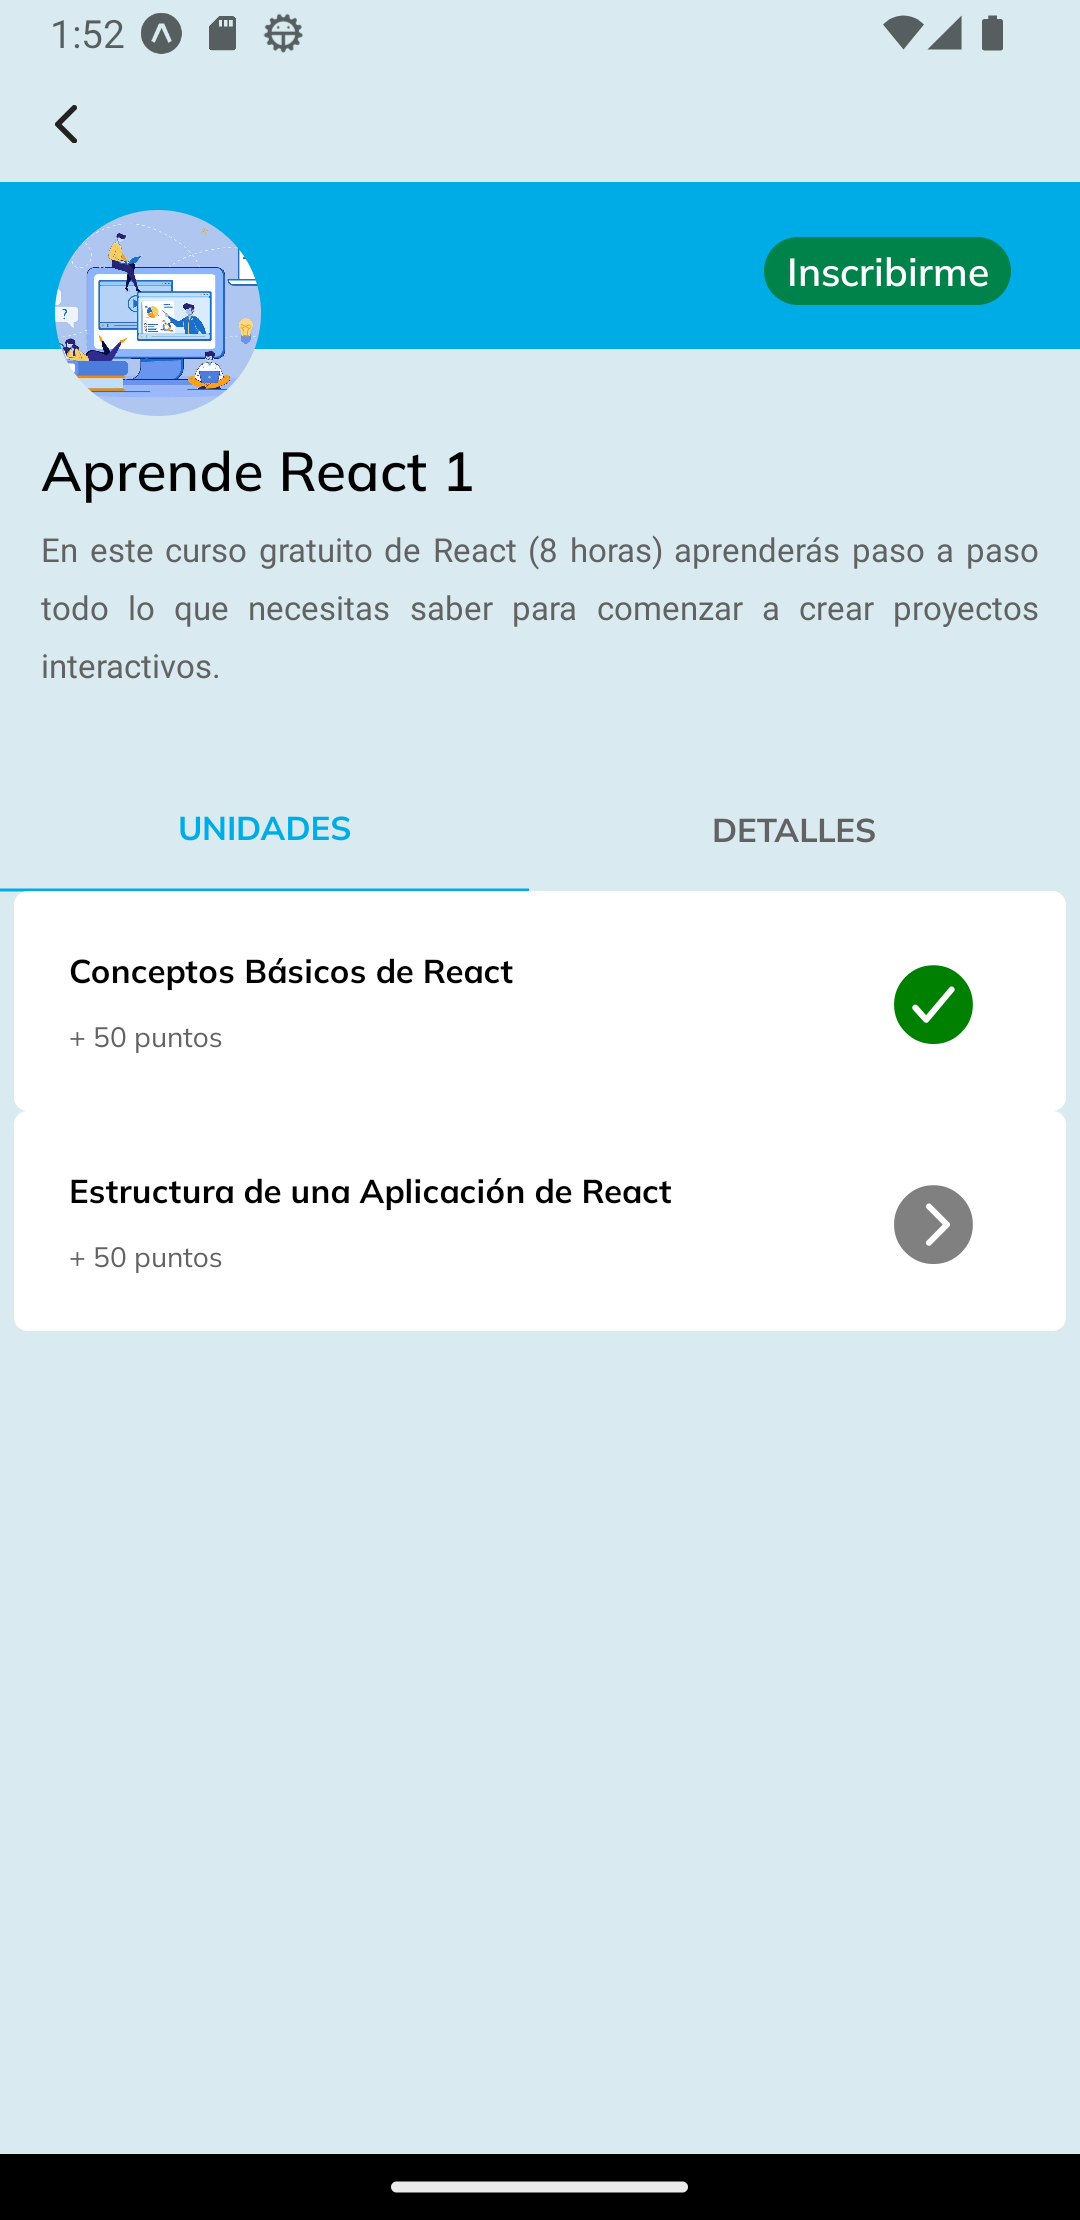 1:52
Inscribirme
?
Aprende React 1
En este curso gratuito de React (8 horas) aprenderás paso a paso
todo lo que necesitas saber para comenzar a crear proyectos
interactivos.
UNIDADES
DETALLES
Conceptos Básicos de React
+ 50 puntos
Estructura de una Aplicación de React
+ 50 puntos